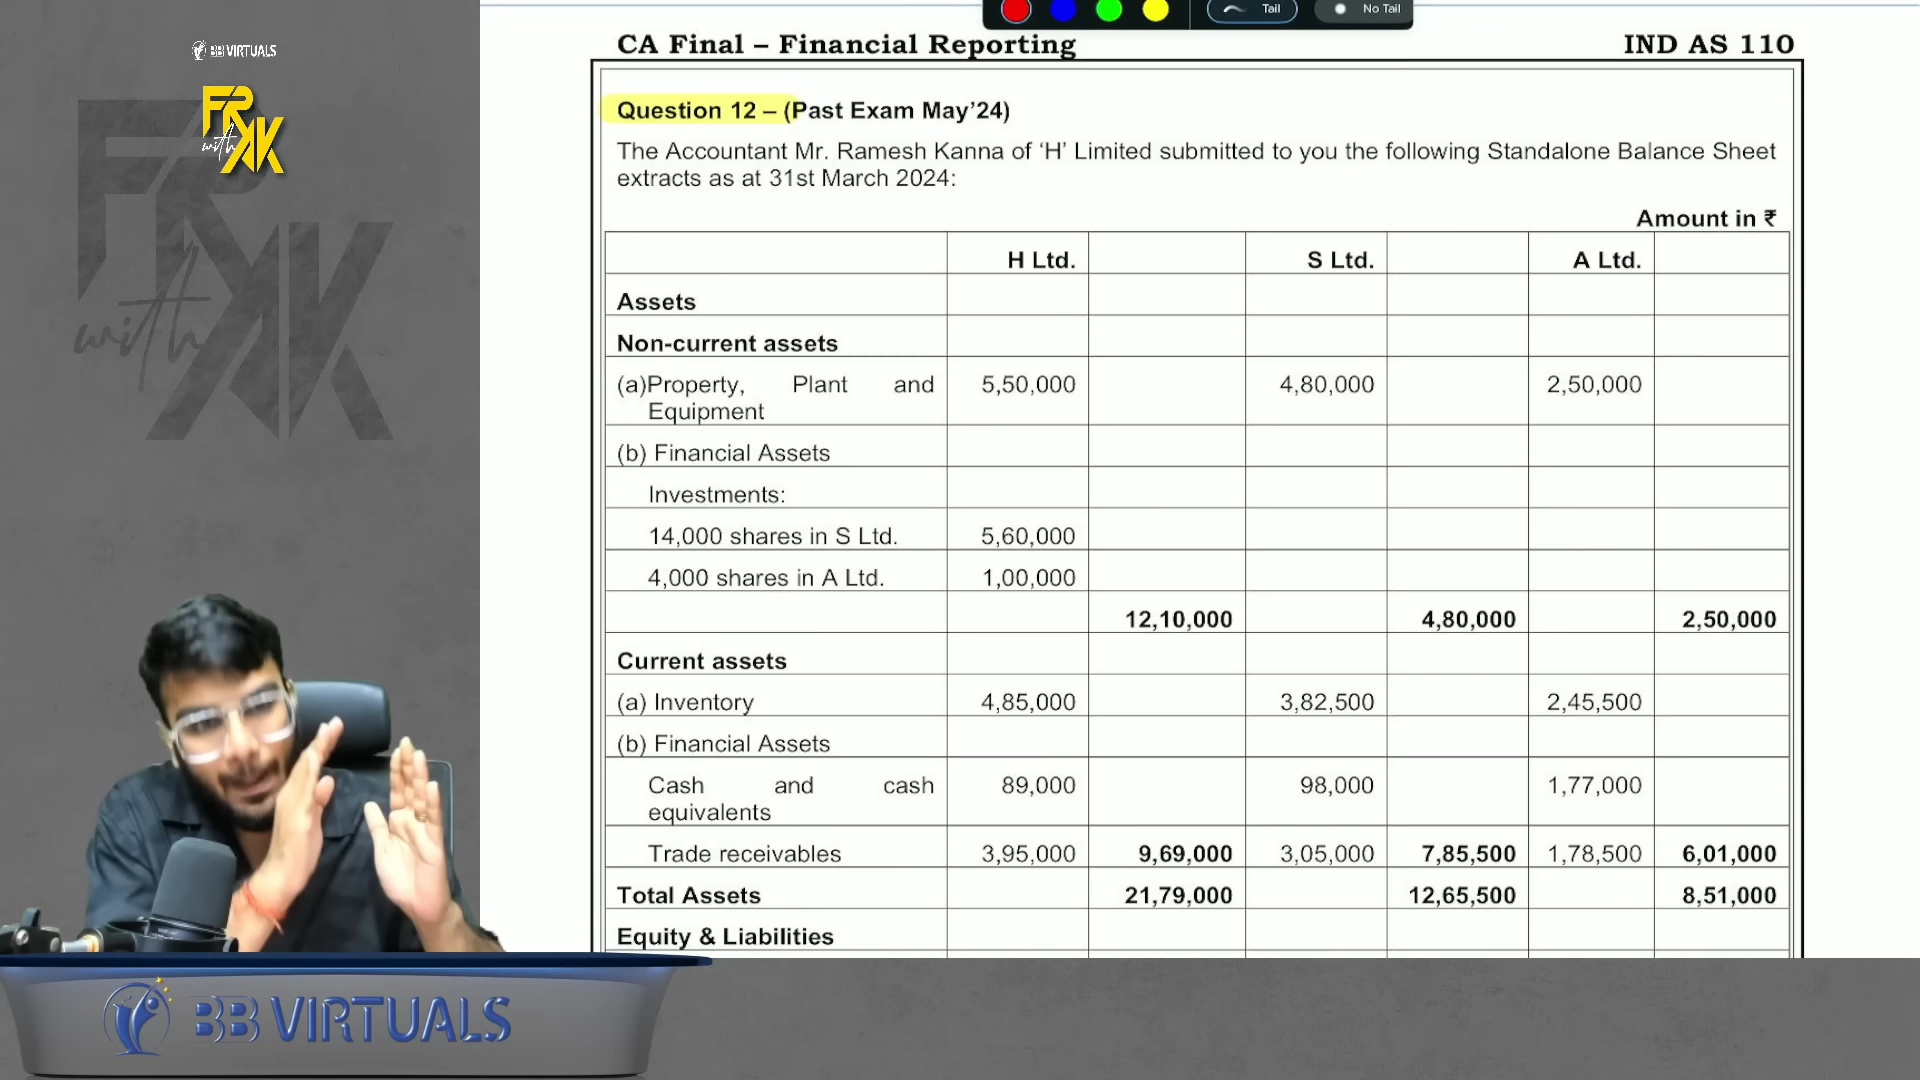 Tail
No Tail
BB VIRTUALS
FR
with
KK
CA Final – Financial Reporting IND AS 110
Question 12 – (Past Exam May’24)
The Accountant Mr. Ramesh Kanna of ‘H’ Limited submitted to you the following Standalone Balance Sheet
extracts as at 31st March 2024:
Amount in ₹
H Ltd. S Ltd. A Ltd.
Assets
Non-current assets
(a)Property, Plant and 5,50,000 4,80,000 2,50,000
Equipment
(b) Financial Assets
Investments:
14,000 shares in S Ltd. 5,60,000
4,000 shares in A Ltd. 1,00,000
12,10,000 4,80,000 2,50,000
Current assets
(a) Inventory 4,85,000 3,82,500 2,45,500
(b) Financial Assets
Cash and cash 89,000 98,000 1,77,000
equivalents
Trade receivables 3,95,000 9,69,000 3,05,000 7,85,500 1,78,500 6,01,000
Total Assets 21,79,000 12,65,500 8,51,000
Equity & Liabilities
BB VIRTUALS